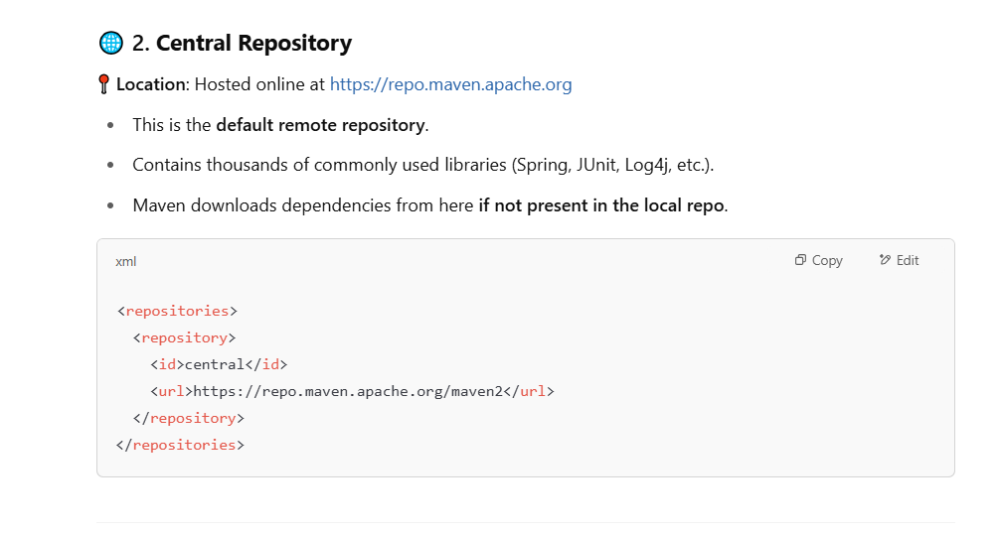 🌐 2. Central Repository
📍 Location: Hosted online at https://repo.maven.apache.org
• This is the default remote repository.
• Contains thousands of commonly used libraries (Spring, JUnit, Log4j, etc.).
• Maven downloads dependencies from here if not present in the local repo.
xml Copy Edit
<repositories>
  <repository>
    <id>central</id>
    <url>https://repo.maven.apache.org/maven2</url>
  </repository>
</repositories>